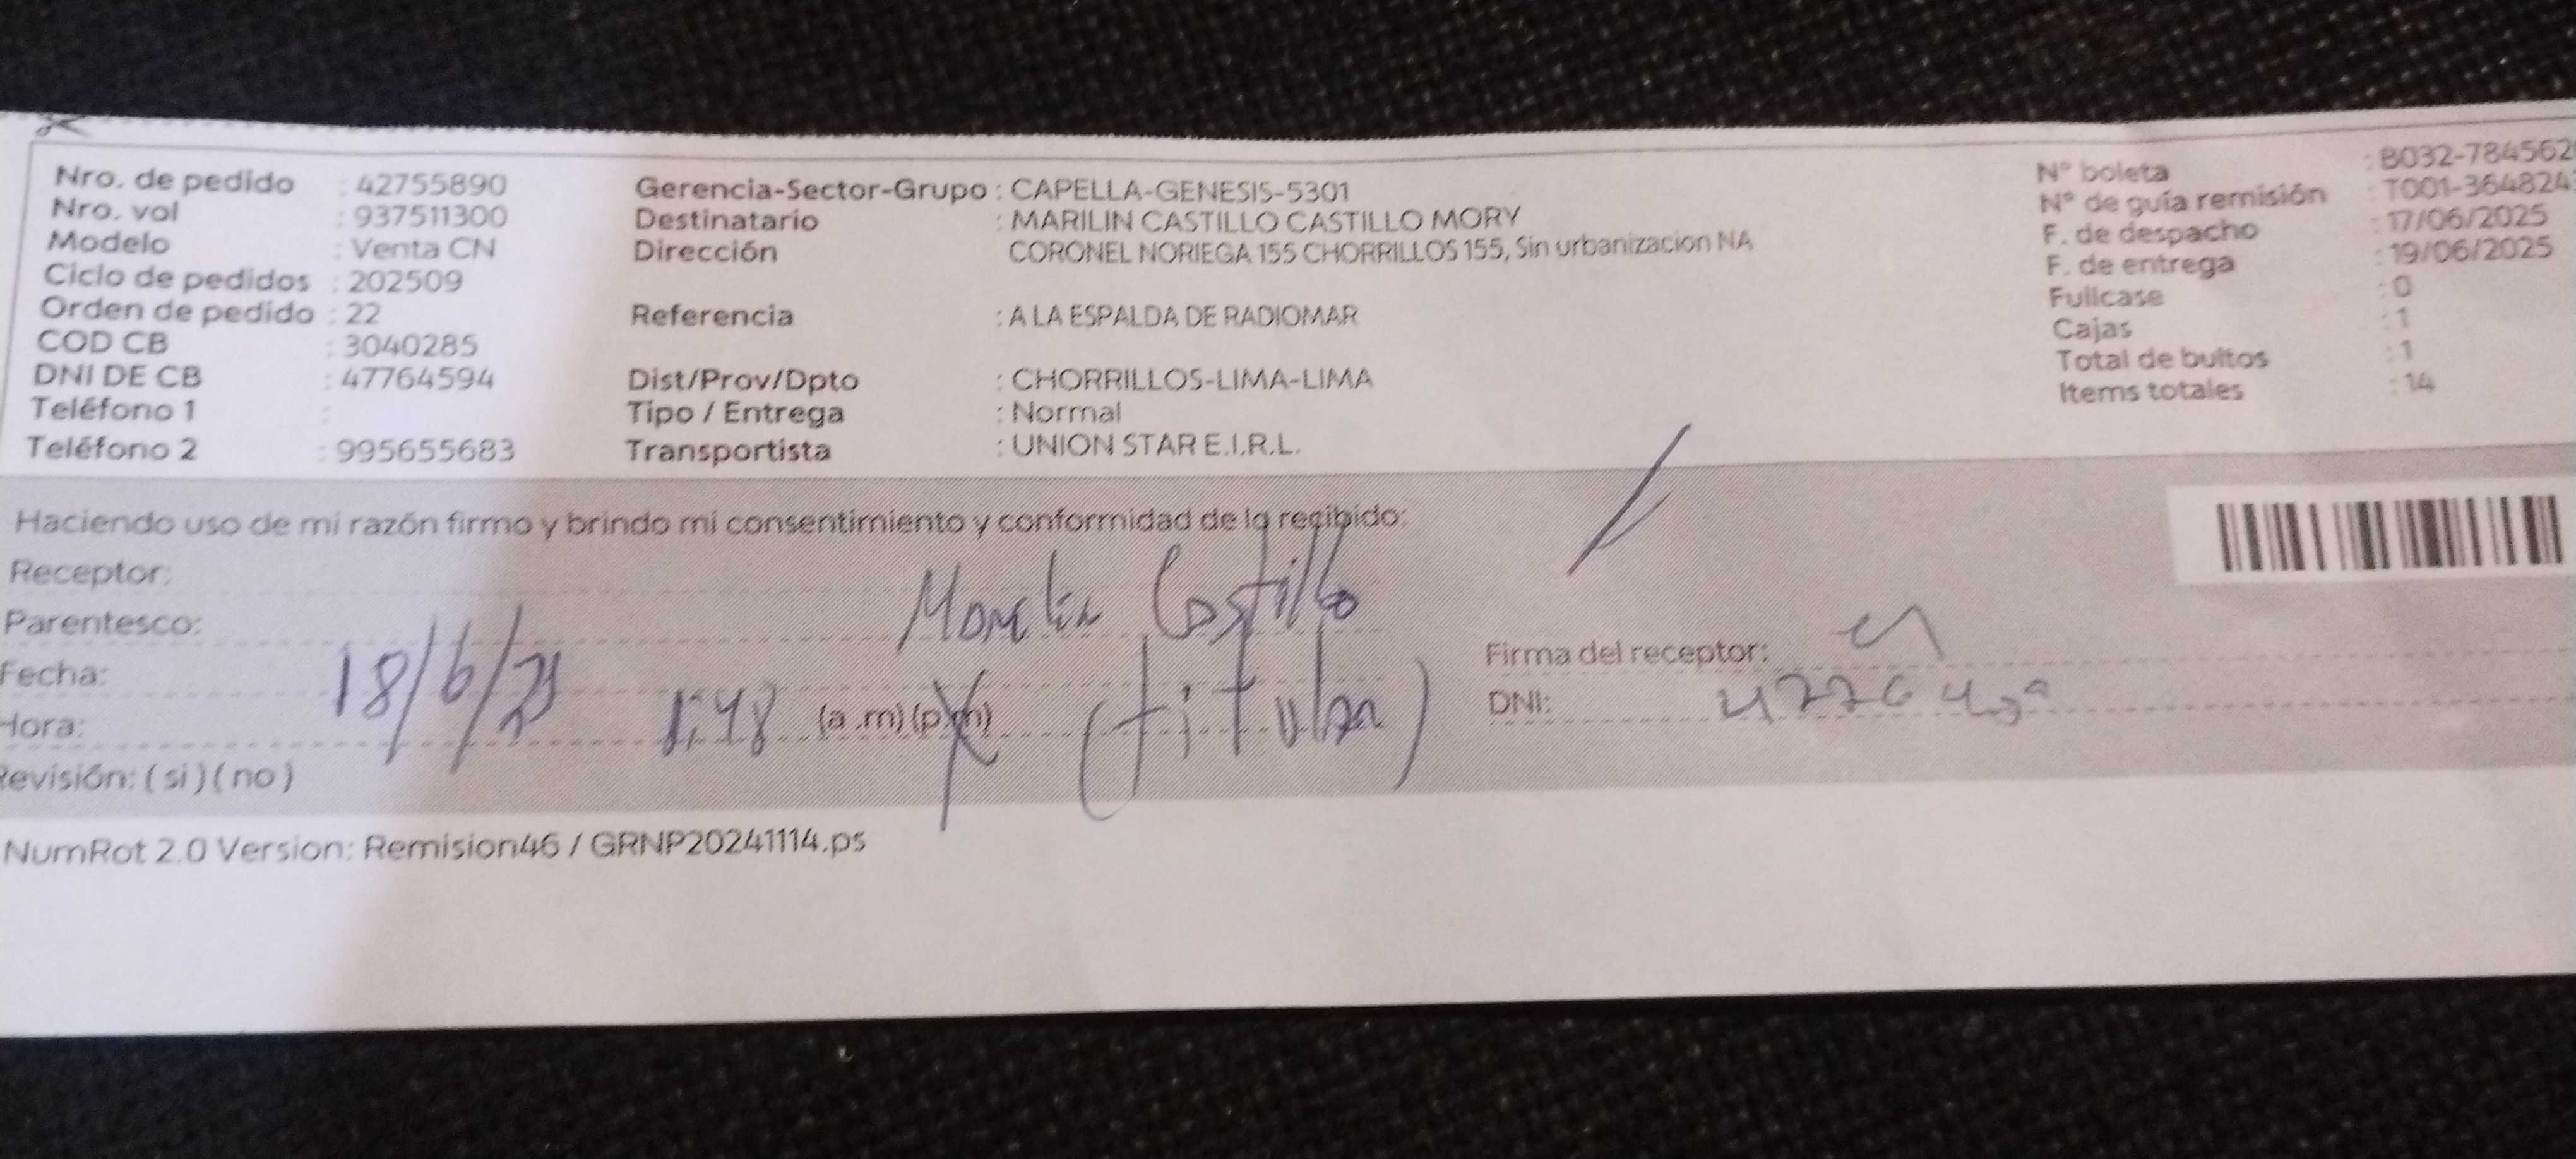 Nro. de pedido : 42755890
Nro. vol : 937511300
Modelo : Venta CN
Ciclo de pedidos : 202509
Orden de pedido : 22
COD CB : 3040285
DNI DE CB : 47764594
Teléfono 1 :
Teléfono 2 : 995655683
Gerencia-Sector-Grupo : CAPELLA-GENESIS-5301
Destinatario : MARILIN CASTILLO CASTILLO MORY
Dirección CORONEL NORIEGA 155 CHORRILLOS 155, Sin urbanizacion NA
Referencia : A LA ESPALDA DE RADIOMAR
Dist/Prov/Dpto : CHORRILLOS-LIMA-LIMA
Tipo / Entrega : Normal
Transportista : UNION STAR E.I.R.L.
N° boleta : B032-784562
N° de guía remisión : T001-364824
F. de despacho : 17/06/2025
F. de entrega : 19/06/2025
Fullcase : 0
Cajas : 1
Total de bultos : 1
Items totales : 14
Haciendo uso de mi razón firmo y brindo mi consentimiento y conformidad de lo recibido:
Receptor:
Castillo
Parentesco:
(titular)
Fecha: 18/6/25
Hora: 1:48 (a.m) (p.m)
Revisión: (si) (no)
Firma del receptor:
DNI:
NumRot 2.0 Version: Remision46 / GRNP20241114.ps